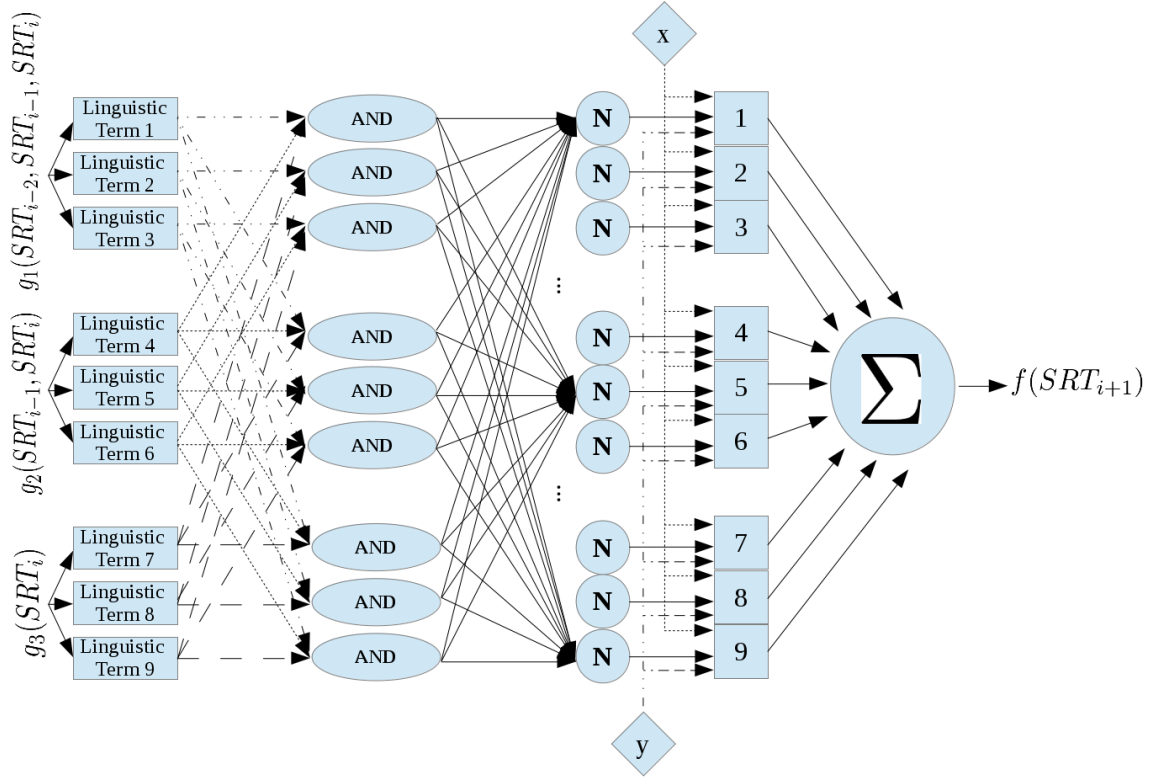 x
g1(SRTi−2, SRTi−1, SRTi)
Linguistic
Term 1
Linguistic
Term 2
Linguistic
Term 3
AND
AND
AND
N
N
N
1
2
3
...
g2(SRTi−1, SRTi)
Linguistic
Term 4
Linguistic
Term 5
Linguistic
Term 6
AND
AND
AND
N
N
N
4
5
6
∑
f(SRTi+1)
...
g3(SRTi)
Linguistic
Term 7
Linguistic
Term 8
Linguistic
Term 9
AND
AND
AND
N
N
N
7
8
9
y